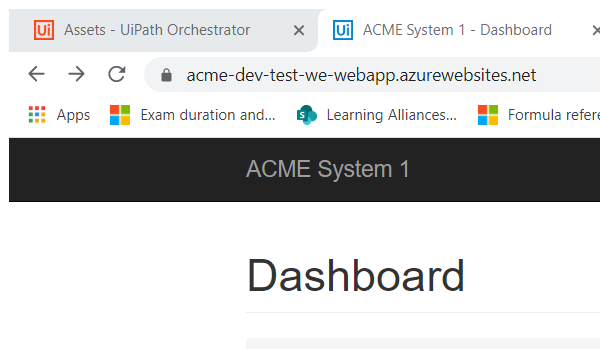 Ui Assets - UiPath Orchestrator Ui ACME System 1 - Dashboard
acme-dev-test-we-webapp.azurewebsites.net
Apps Exam duration and... S Learning Alliances... Formula refere
ACME System 1
Dashboard